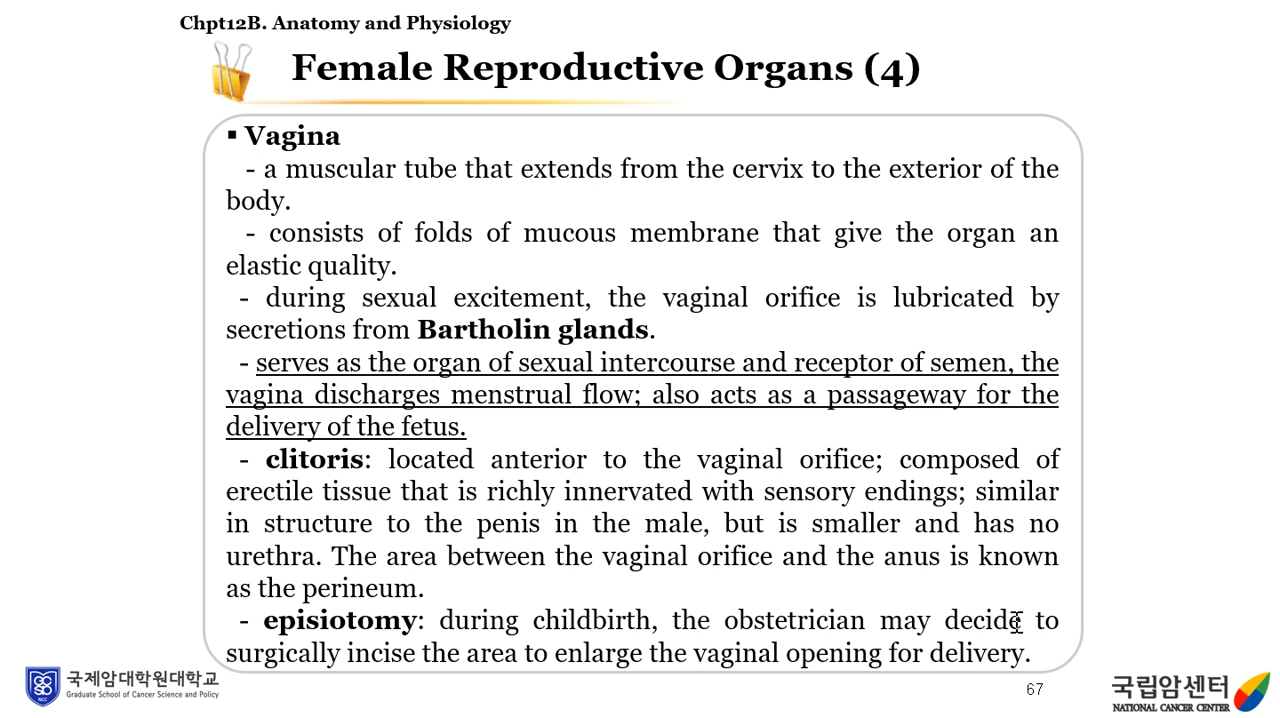 Chpt12B. Anatomy and Physiology
Female Reproductive Organs (4)
▪ Vagina
- a muscular tube that extends from the cervix to the exterior of the
body.
- consists of folds of mucous membrane that give the organ an
elastic quality.
- during sexual excitement, the vaginal orifice is lubricated by
secretions from Bartholin glands.
- serves as the organ of sexual intercourse and receptor of semen, the
vagina discharges menstrual flow; also acts as a passageway for the
delivery of the fetus.
- clitoris: located anterior to the vaginal orifice; composed of
erectile tissue that is richly innervated with sensory endings; similar
in structure to the penis in the male, but is smaller and has no
urethra. The area between the vaginal orifice and the anus is known
as the perineum.
- episiotomy: during childbirth, the obstetrician may decide to
surgically incise the area to enlarge the vaginal opening for delivery.
NCC
국제암대학원대학교
Graduate School of Cancer Science and Policy
67
국립암센터
NATIONAL CANCER CENTER